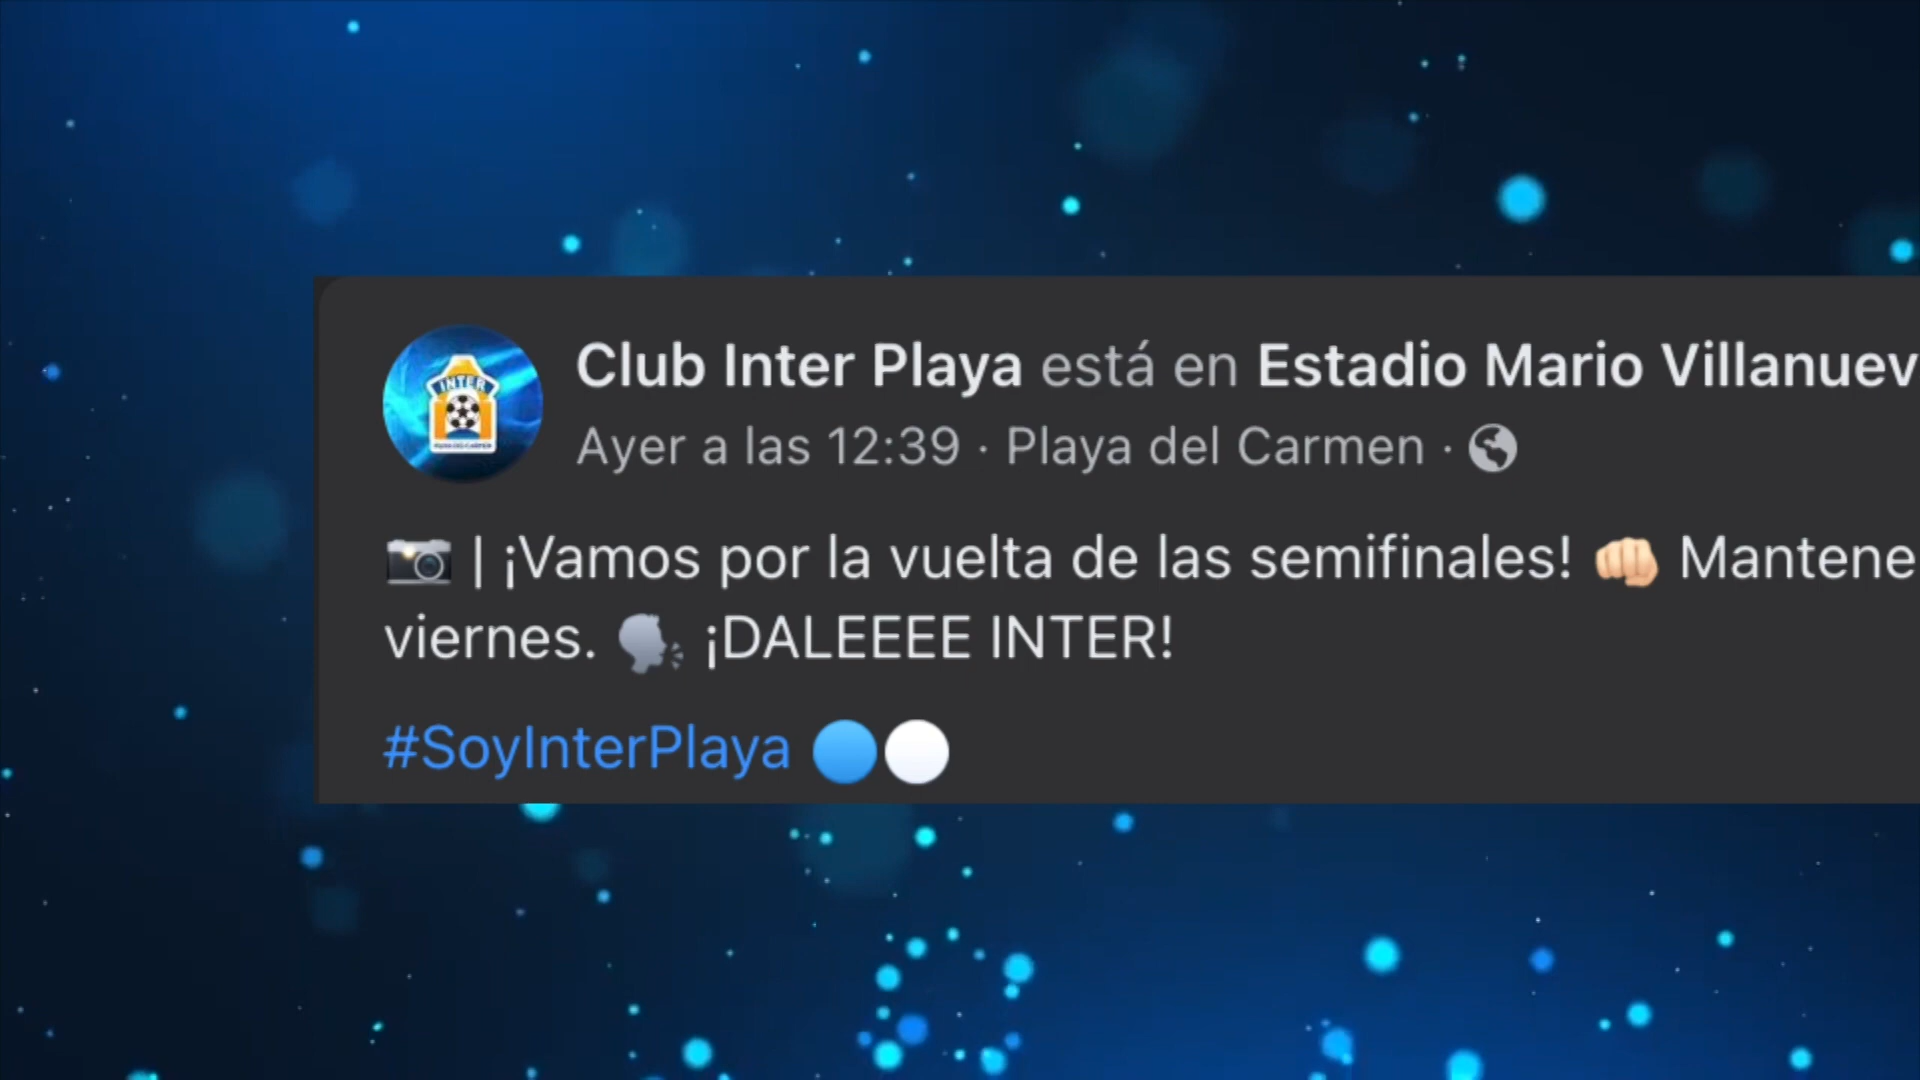 INTER
Club Inter Playa está en Estadio Mario Villanuev
Ayer a las 12:39 · Playa del Carmen ·
📷 | ¡Vamos por la vuelta de las semifinales! 👊🏻 Mantene
viernes. 🗣️ ¡DALEEEE INTER!
#SoyInterPlaya 🔵⚪